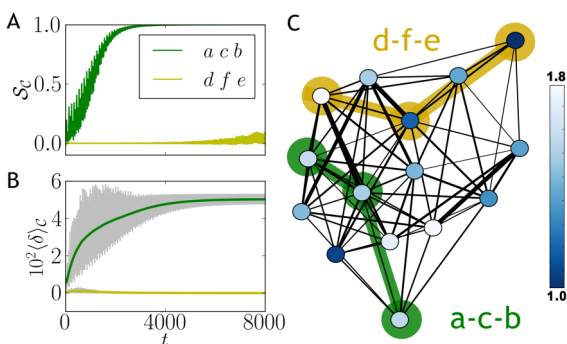 A
1.0
0.5
0.0
𝒮_𝒞
a c b
d f e
B
6
4
2
0
10²⟨δ⟩_𝒞
0
4000
8000
t
C
d-f-e
a-c-b
1.8
1.0